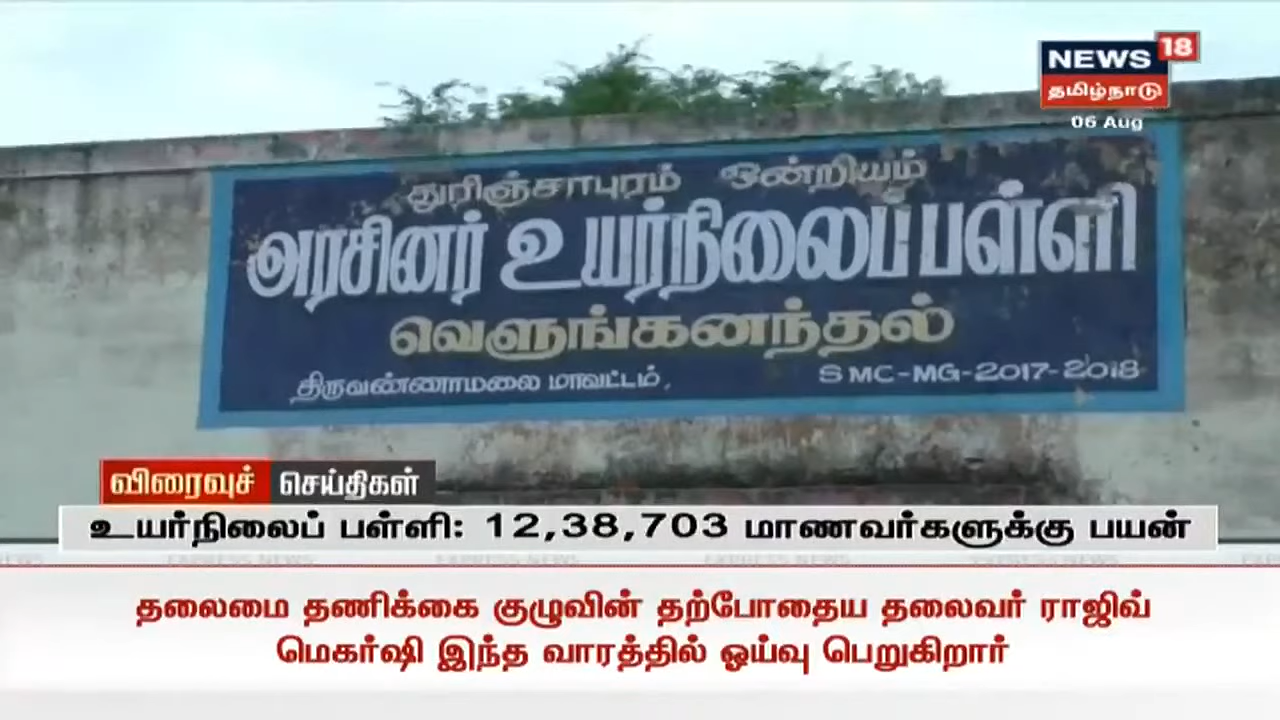 NEWS 18
தமிழ்நாடு
06 Aug
துரிஞ்சாபுரம் ஒன்றியம்
அரசினர் உயர்நிலைப்பள்ளி
வெளுங்கனந்தல்
திருவண்ணாமலை மாவட்டம்,
SMC-MG-2017-2018
விரைவுச் செய்திகள்
உயர்நிலைப் பள்ளி: 12,38,703 மாணவர்களுக்கு பயன்
தலைமை தணிக்கை குழுவின் தற்போதைய தலைவர் ராஜிவ்
மெகர்ஷி இந்த வாரத்தில் ஓய்வு பெறுகிறார்